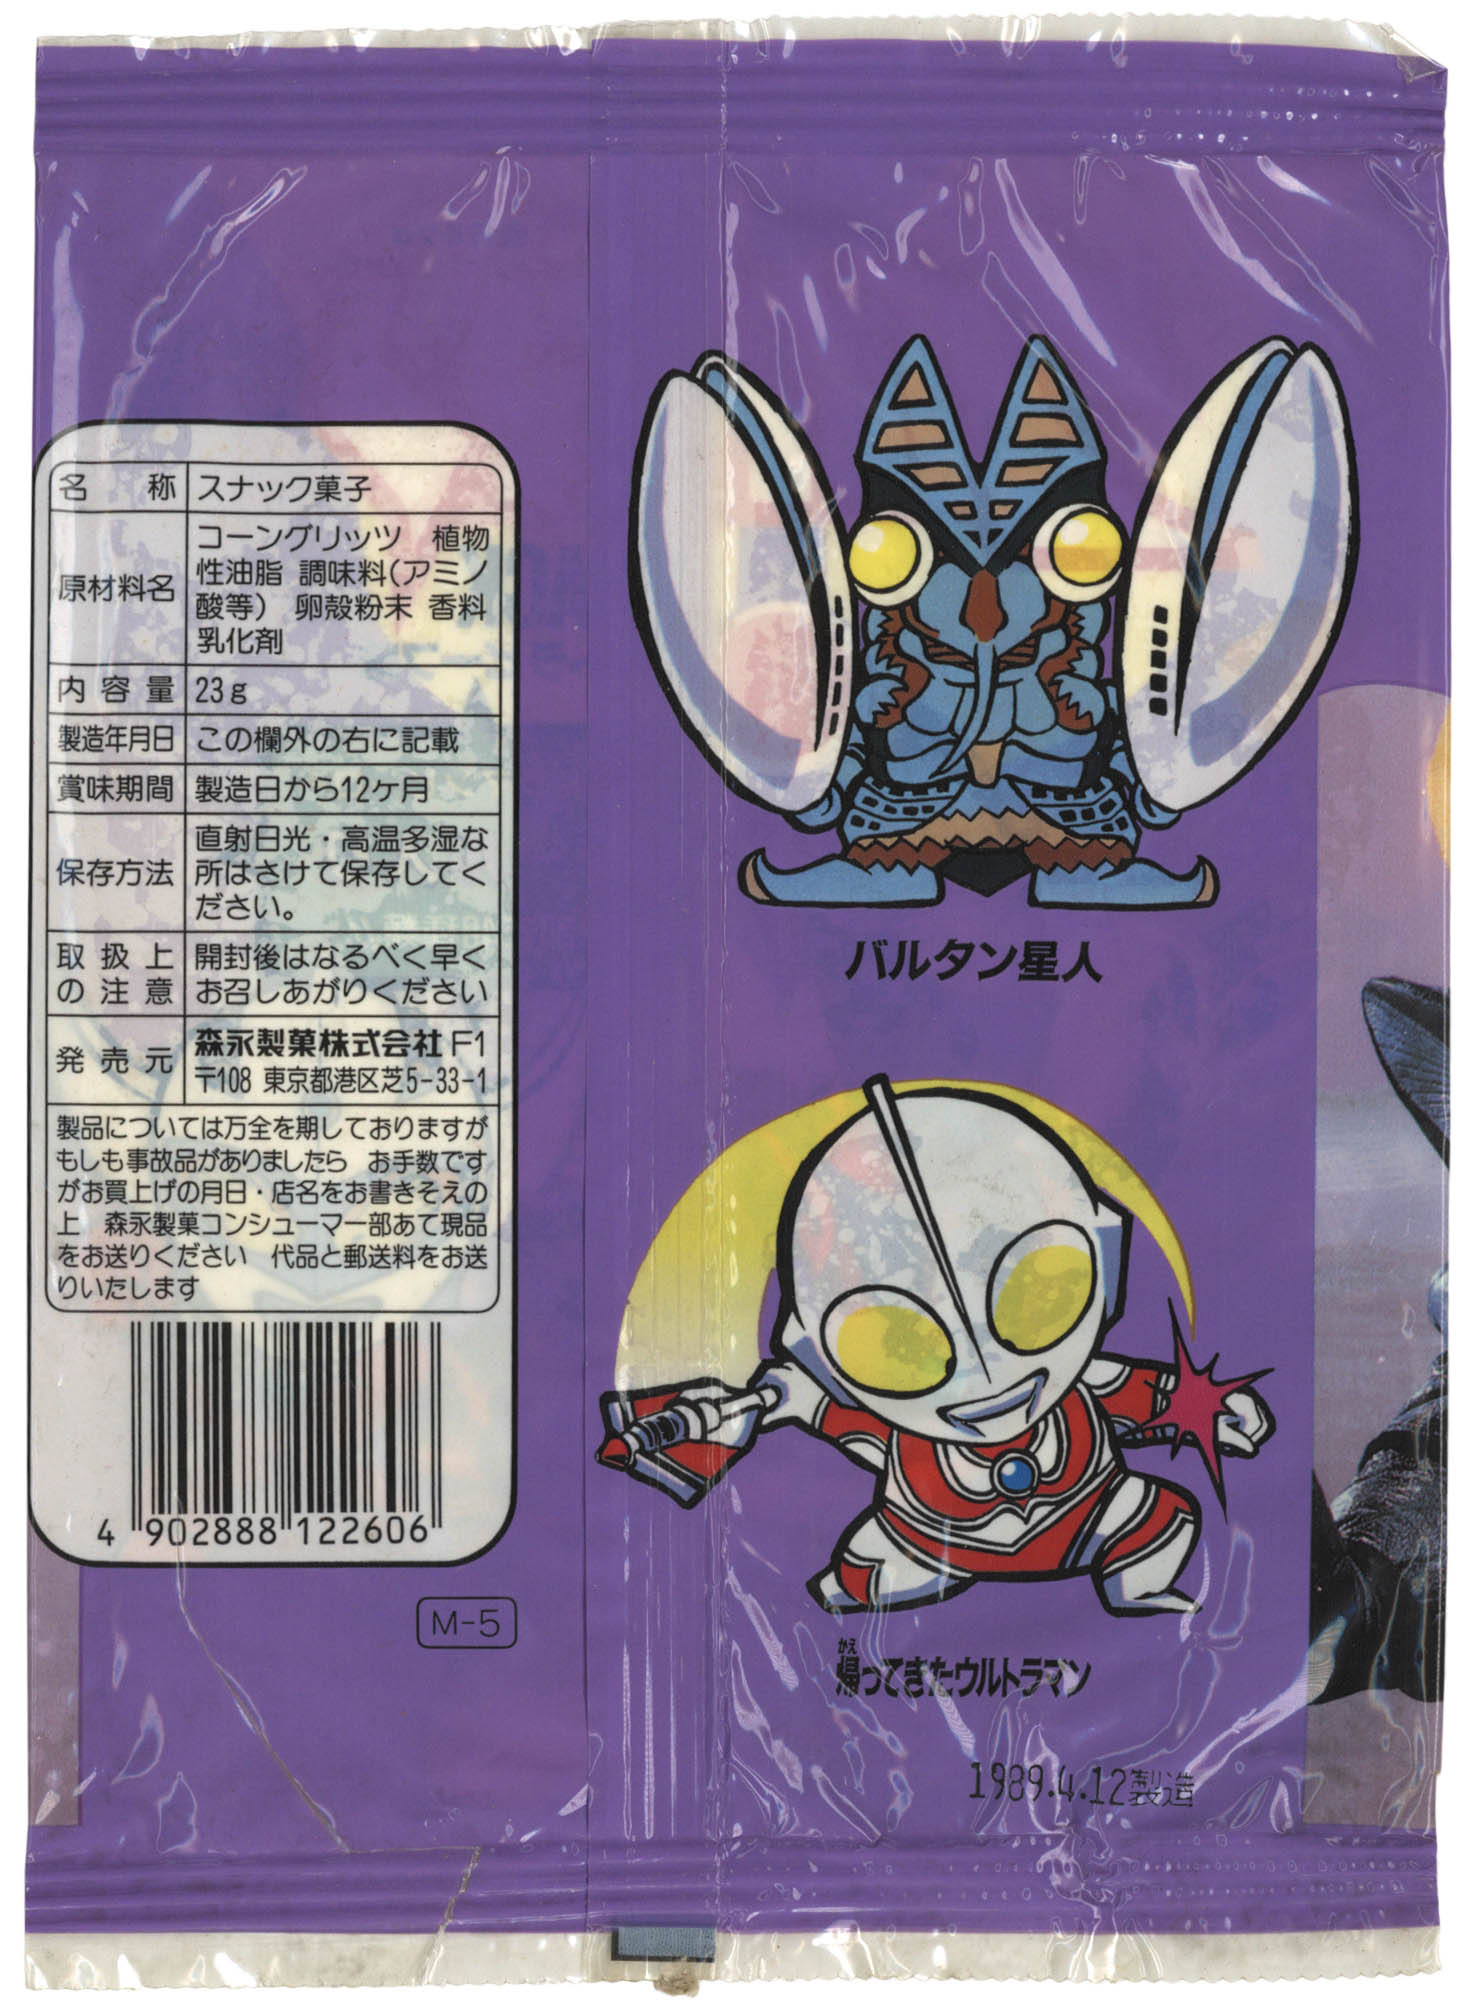 名称 スナック菓子
原材料名 コーングリッツ 植物
性油脂 調味料(アミノ
酸等) 卵殻粉末 香料
乳化剤
内容量 23g
製造年月日 この欄外の右に記載
賞味期間 製造日から12ヶ月
保存方法 直射日光・高温多湿な
所はさけて保存してく
ださい。
取扱上 開封後はなるべく早く
の注意 お召しあがりください
発売元 森永製菓株式会社 F1
〒108 東京都港区芝5-33-1
製品については万全を期しておりますが
もしも事故品がありましたら お手数です
がお買上げの月日・店名をお書きそえの
上 森永製菓コンシューマー部あて現品
をお送りください 代品と郵送料をお送
りいたします
4 902888 122606
M-5
バルタン星人
かえ
帰ってきたウルトラマン
1989.4.12製造